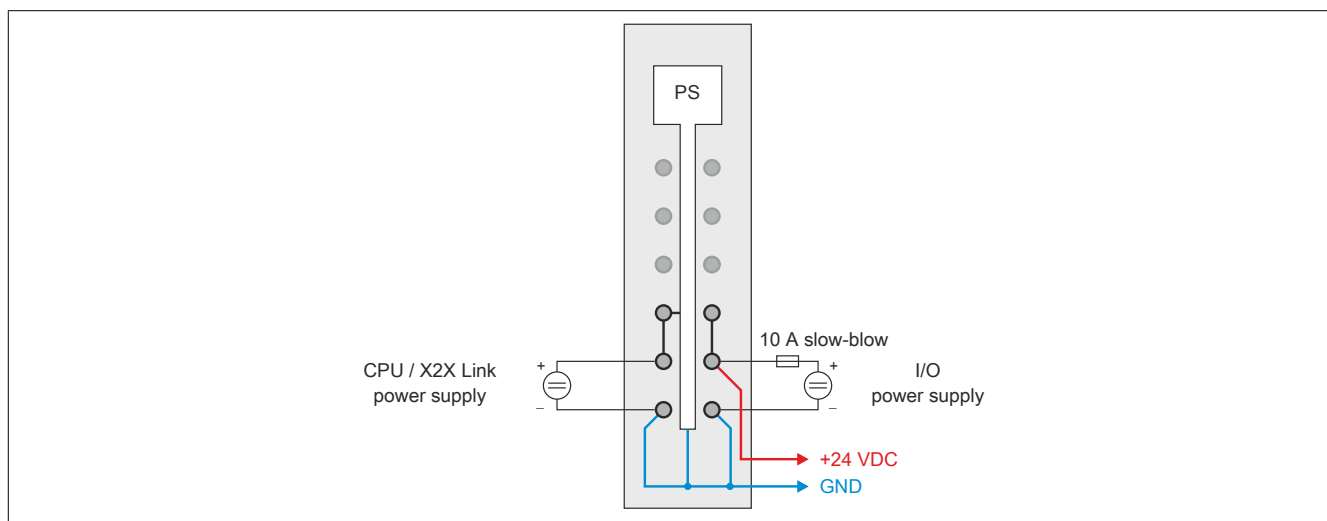 PS
10 A slow-blow
CPU / X2X Link
power supply
+
–
+
–
I/O
power supply
+24 VDC
GND